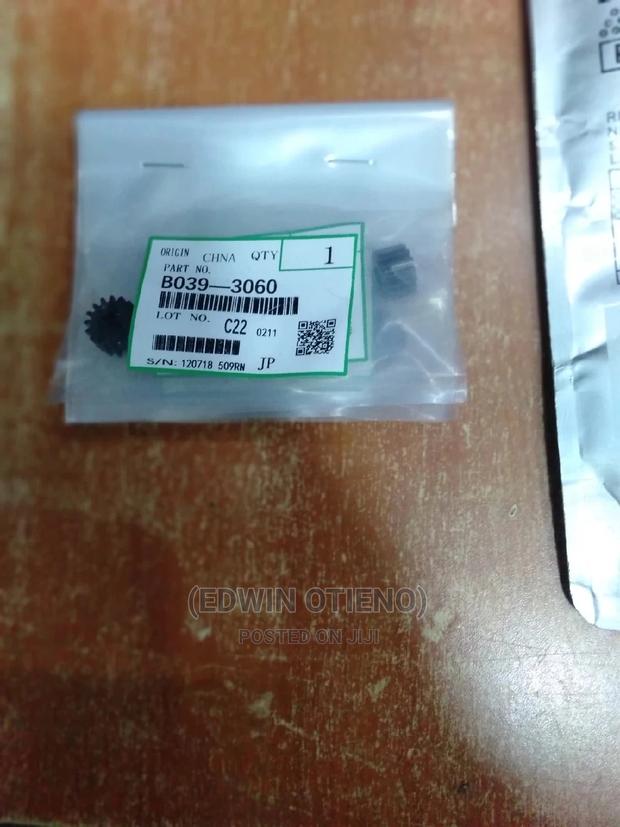 ORIGIN CHNA QTY 1
PART NO.
B039—3060
LOT NO. C22 0211
S/N: 120718 509RN JP
(EDWIN OTIENO)
POSTED ON JIJI